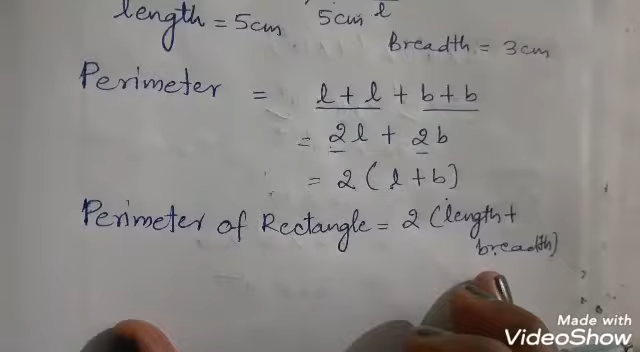 length = 5cm 5cm l
Breadth. = 3cm
Perimeter = l + l + b + b
= 2l + 2b
= 2 ( l + b )
Perimeter of Rectangle = 2 (length +
breadth)
Made with
VideoShow